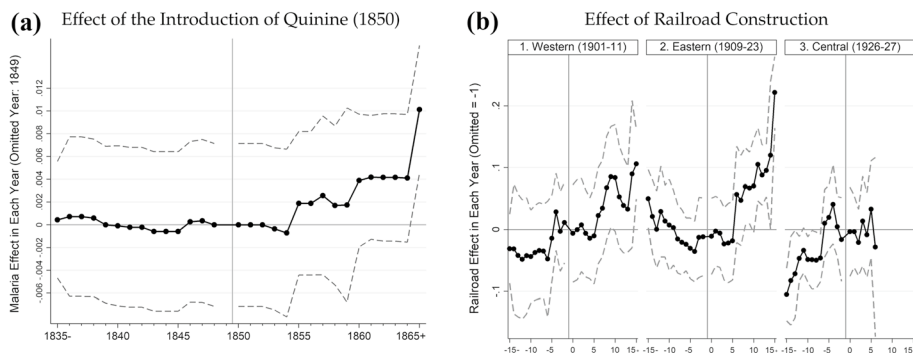 (a) Effect of the Introduction of Quinine (1850)
Malaria Effect in Each Year (Omitted Year: 1849)
.012
.01
.008
.006
.004
.002
0
-.002
-.004
-.006
1835-
1840
1845
1850
1855
1860
1865+
(b) Effect of Railroad Construction
1. Western (1901-11)
2. Eastern (1909-23)
3. Central (1926-27)
Railroad Effect in Each Year (Omitted = -1)
.2
.1
0
-.1
-15- -10 -5 0 5 10 15-
-15- -10 -5 0 5 10 15-
-15- -10 -5 0 5 10 15-